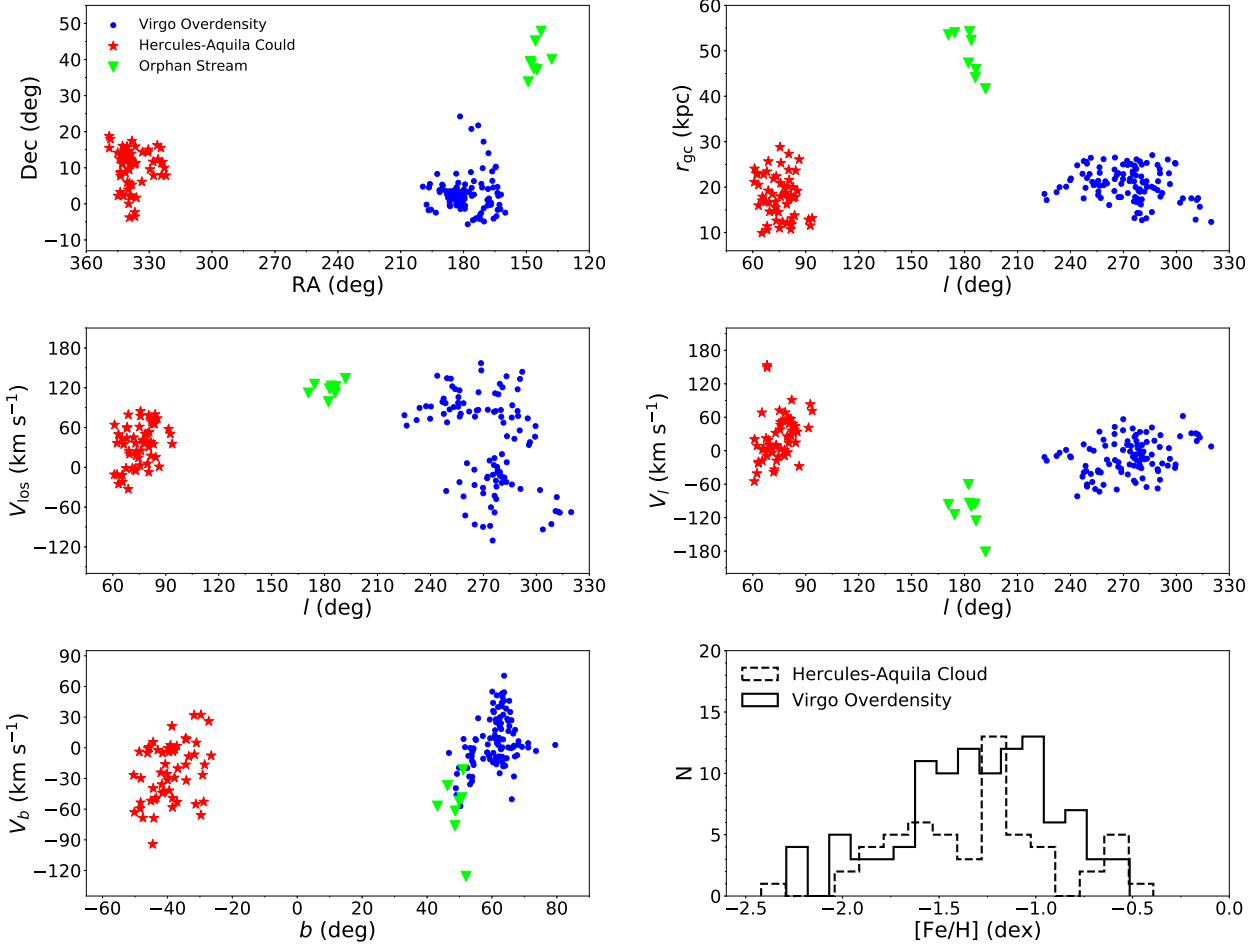 50
40
30
20
10
0
−10
Dec (deg)
Virgo Overdensity
Hercules-Aquila Could
Orphan Stream
360 330 300 270 240 210 180 150 120
RA (deg)
60
50
40
30
20
10
r_gc (kpc)
60 90 120 150 180 210 240 270 300 330
l (deg)
180
120
60
0
−60
−120
V_los (km s⁻¹)
60 90 120 150 180 210 240 270 300 330
l (deg)
180
120
60
0
−60
−120
−180
V_l (km s⁻¹)
60 90 120 150 180 210 240 270 300 330
l (deg)
90
60
30
0
−30
−60
−90
−120
V_b (km s⁻¹)
−60 −40 −20 0 20 40 60 80
b (deg)
20
15
10
5
0
N
Hercules-Aquila Cloud
Virgo Overdensity
−2.5 −2.0 −1.5 −1.0 −0.5 0.0
[Fe/H] (dex)